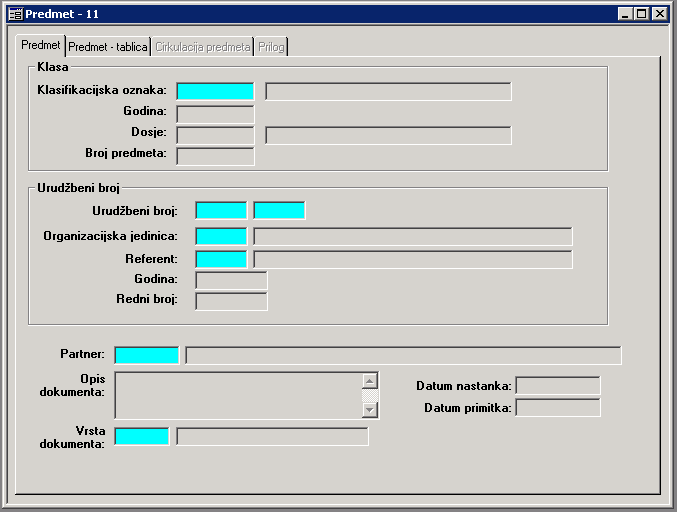 Predmet - 11
Predmet Predmet - tablica Cirkulacija predmeta Prilog
Klasa
Klasifikacijska oznaka:
Godina:
Dosje:
Broj predmeta:
Urudžbeni broj
Urudžbeni broj:
Organizacijska jedinica:
Referent:
Godina:
Redni broj:
Partner:
Opis
dokumenta:
Datum nastanka:
Datum primitka:
Vrsta
dokumenta: